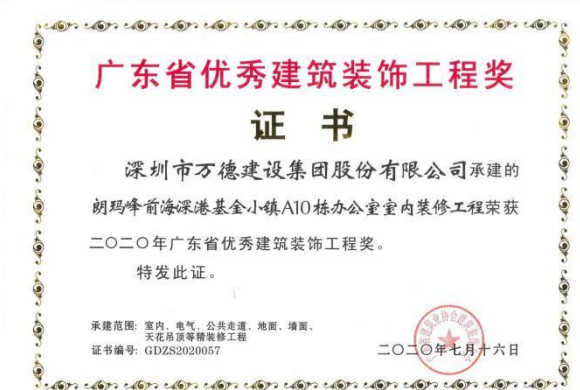 广东省优秀建筑装饰工程奖
证书
深圳市万德建设集团股份有限公司承建的
朗玛峰前海深港基金小镇A10栋办公室室内装修工程荣获
二〇二〇年广东省优秀建筑装饰工程奖。
特发此证。
承建范围: 室内、电气、公共走道、地面、墙面、
天花吊顶等精装修工程
证书编号: GDZS2020057
二〇二〇年七月十六日